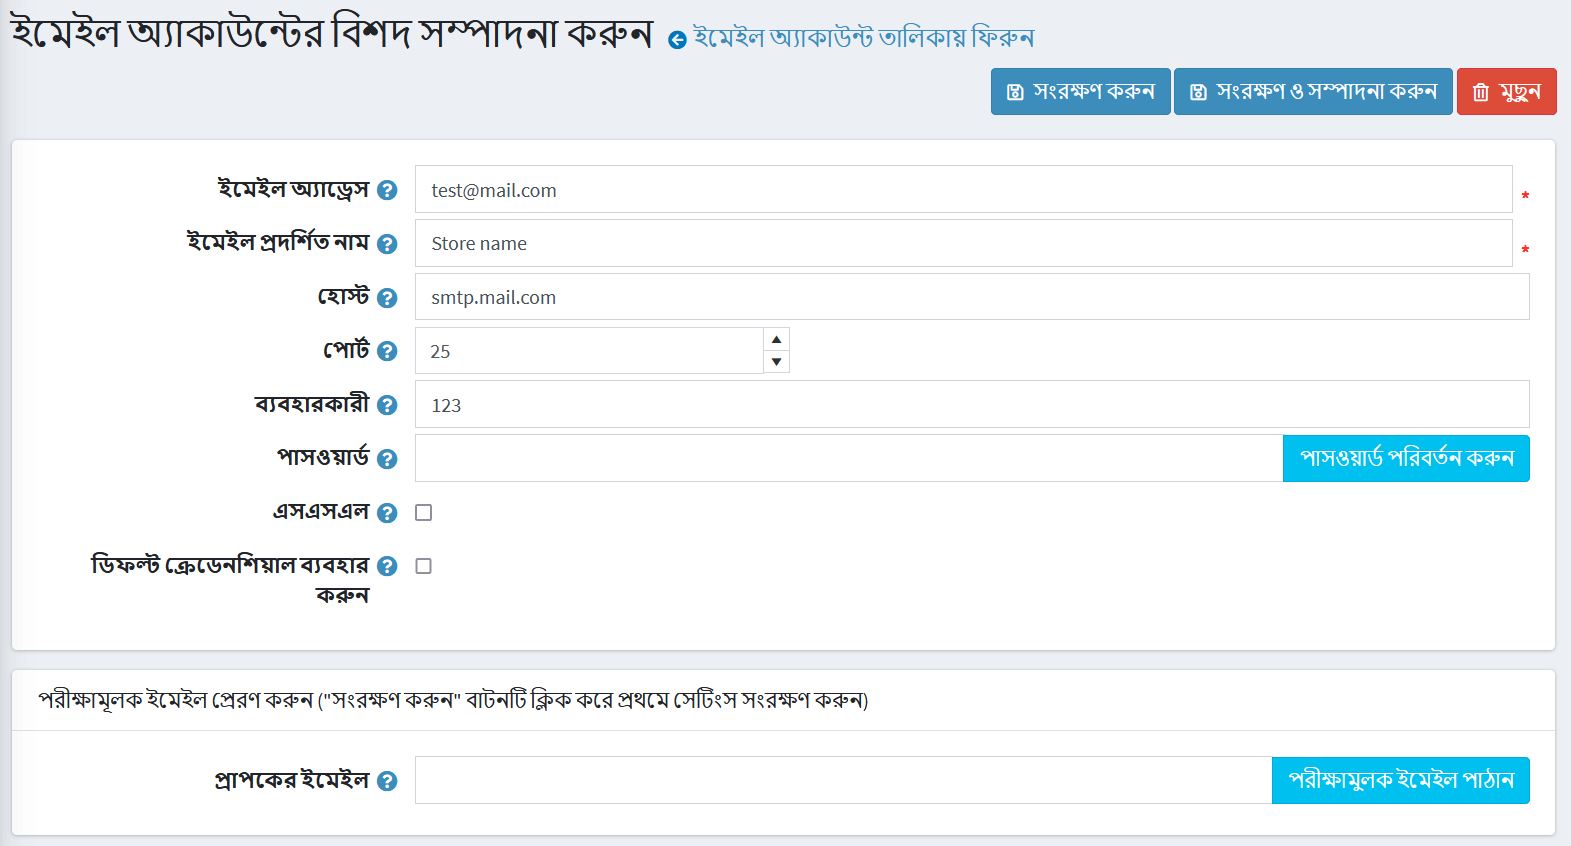 ইমেইল অ্যাকাউন্টের বিশদ সম্পাদনা করুন ইমেইল অ্যাকাউন্ট তালিকায় ফিরুন
সংরক্ষণ করুন সংরক্ষণ ও সম্পাদনা করুন মুছুন
ইমেইল অ্যাড্রেস ? test@mail.com *
ইমেইল প্রদর্শিত নাম ? Store name *
হোস্ট ? smtp.mail.com
পোর্ট ? 25
ব্যবহারকারী ? 123
পাসওয়ার্ড ? পাসওয়ার্ড পরিবর্তন করুন
এসএসএল ?
ডিফল্ট ক্রেডেনশিয়াল ব্যবহার ?
করুন
পরীক্ষামূলক ইমেইল প্রেরণ করুন ("সংরক্ষণ করুন" বাটনটি ক্লিক করে প্রথমে সেটিংস সংরক্ষণ করুন)
প্রাপকের ইমেইল ? পরীক্ষামুলক ইমেইল পাঠান